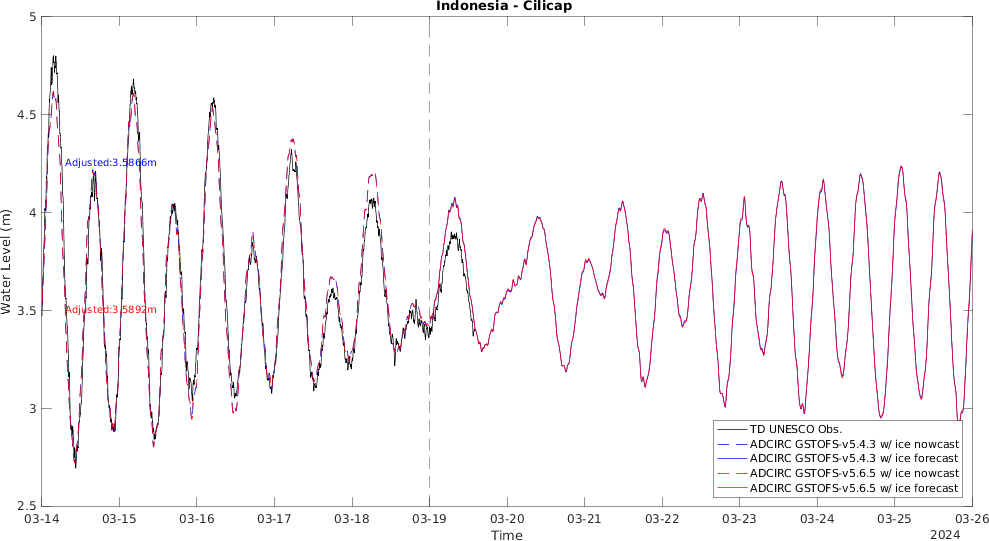 Indonesia - Cilicap
5
4.5
4
3.5
3
2.5
Water Level (m)
Adjusted:3.5866m
Adjusted:3.5892m
TD UNESCO Obs.
ADCIRC GSTOFS-v5.4.3 w/ ice nowcast
ADCIRC GSTOFS-v5.4.3 w/ ice forecast
ADCIRC GSTOFS-v5.6.5 w/ ice nowcast
ADCIRC GSTOFS-v5.6.5 w/ ice forecast
03-14 03-15 03-16 03-17 03-18 03-19 03-20 03-21 03-22 03-23 03-24 03-25 03-26
Time
2024